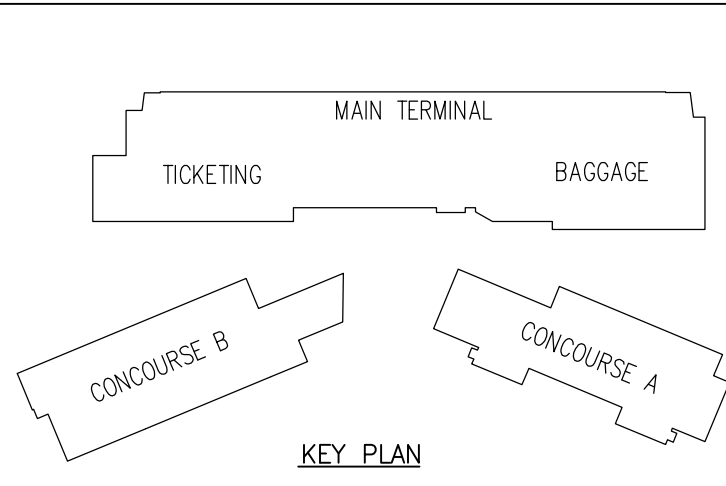 MAIN TERMINAL
TICKETING
BAGGAGE
CONCOURSE B
CONCOURSE A
KEY PLAN